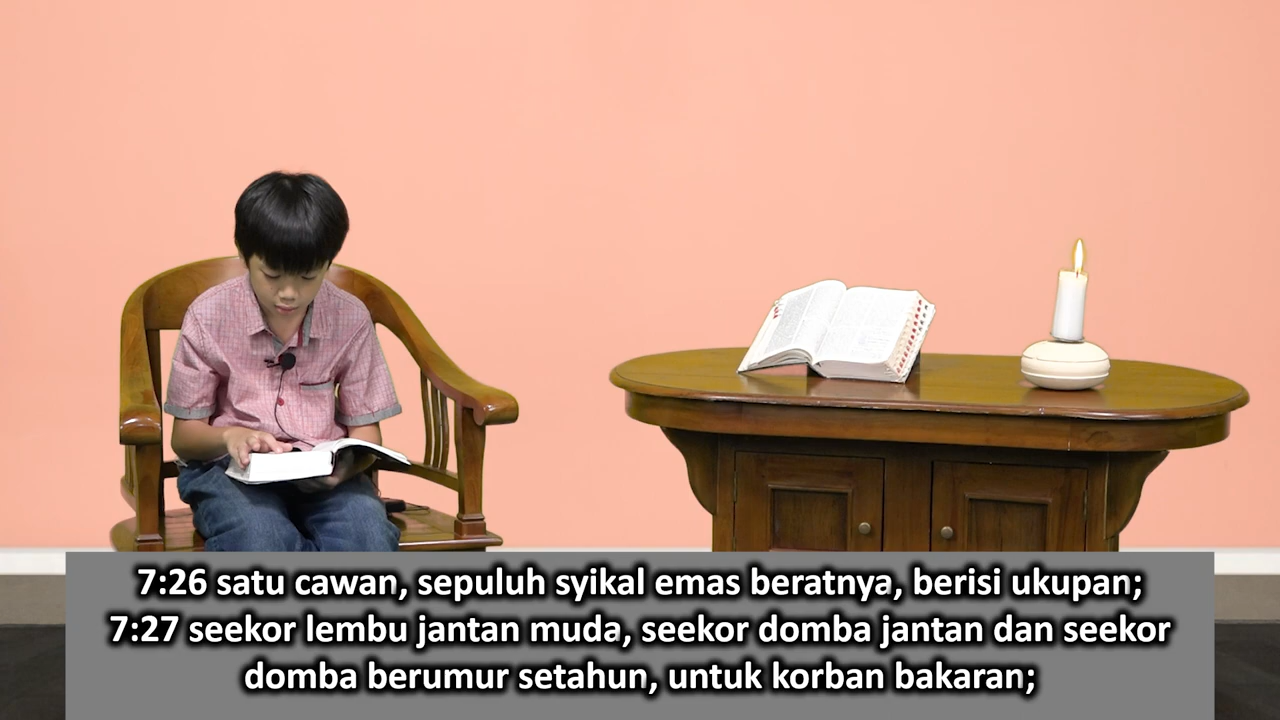 7:26 satu cawan, sepuluh syikal emas beratnya, berisi ukupan;
7:27 seekor lembu jantan muda, seekor domba jantan dan seekor
domba berumur setahun, untuk korban bakaran;